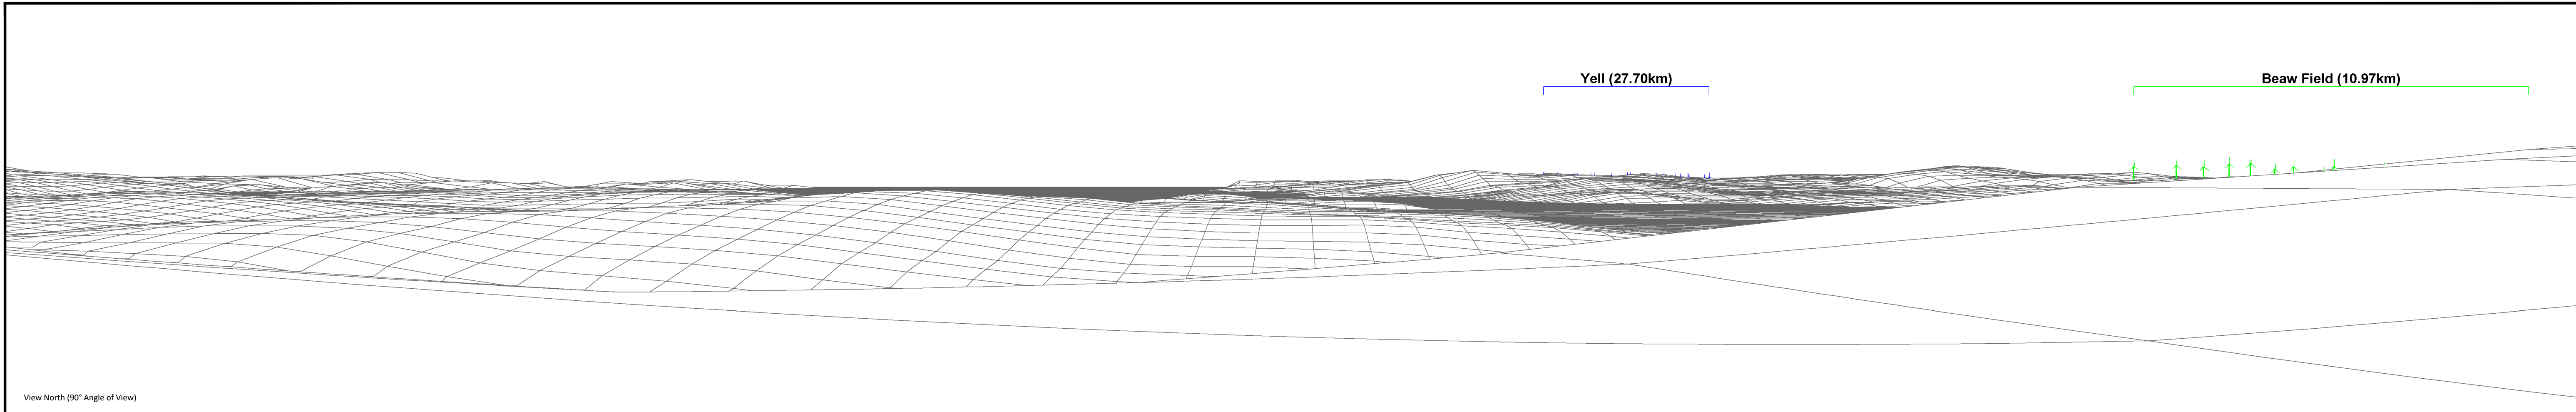 Yell (27.70km)
Beaw Field (10.97km)
View North (90° Angle of View)